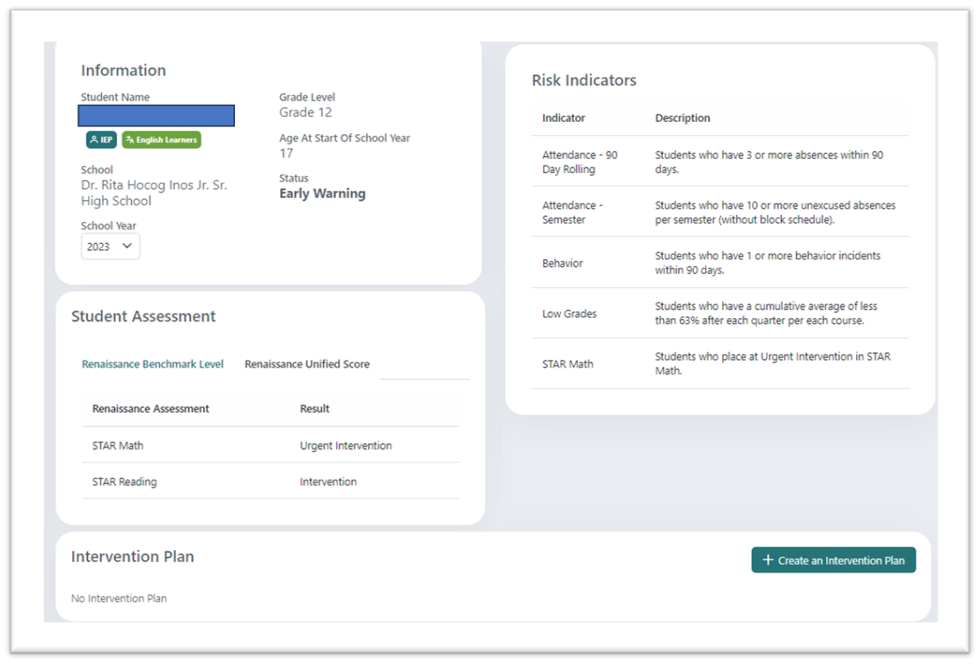 Information
Student Name
IEP
English Learners
School
Dr. Rita Hocog Inos Jr. Sr.
High School
School Year
2023
Grade Level
Grade 12
Age At Start Of School Year
17
Status
Early Warning
Student Assessment
Renaissance Benchmark Level Renaissance Unified Score
Renaissance Assessment Result
STAR Math Urgent Intervention
STAR Reading Intervention
Risk Indicators
Indicator Description
Attendance - 90
Day Rolling
Students who have 3 or more absences within 90
days.
Attendance -
Semester
Students who have 10 or more unexcused absences
per semester (without block schedule).
Behavior
Students who have 1 or more behavior incidents
within 90 days.
Low Grades
Students who have a cumulative average of less
than 63% after each quarter per each course.
STAR Math
Students who place at Urgent Intervention in STAR
Math.
Intervention Plan
+ Create an Intervention Plan
No Intervention Plan